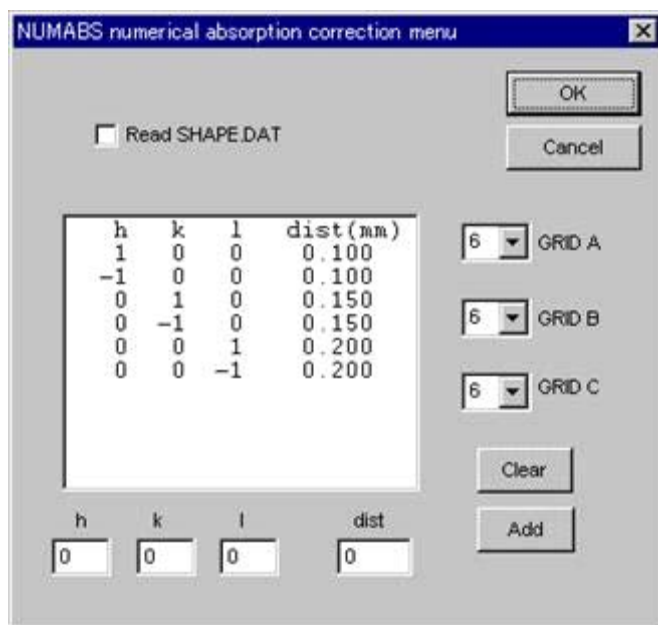 NUMABS numerical absorption correction menu
OK
Read SHAPE.DAT
Cancel
h k l dist(mm)
1 0 0 0.100
-1 0 0 0.100
0 1 0 0.150
0 -1 0 0.150
0 0 1 0.200
0 0 -1 0.200
6 GRID A
6 GRID B
6 GRID C
Clear
Add
h k l dist
0 0 0 0